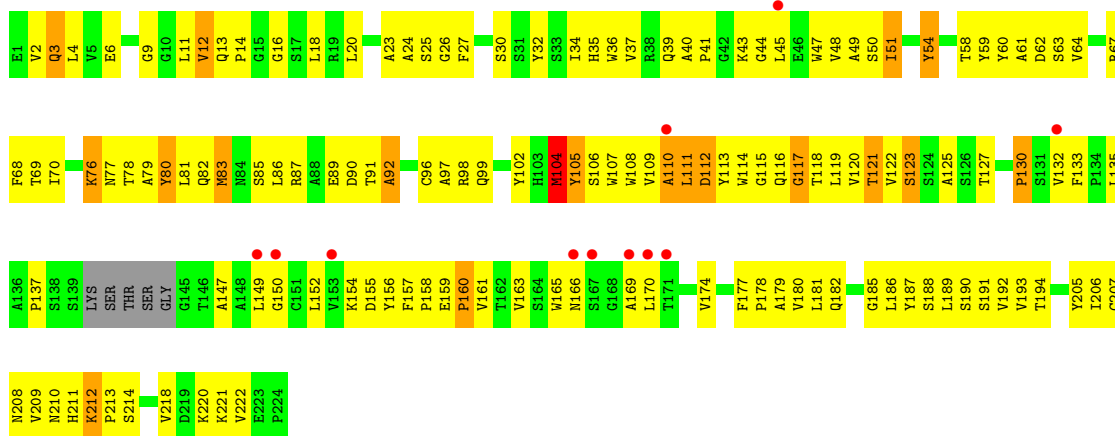 E1 V2 Q3 L4 V5 E6 G9 G10 L11 V12 Q13 P14 G15 G16 S17 L18 R19 L20 A23 A24 S25 G26 F27 S30 S31 Y32 S33 I34 H35 W36 V37 R38 Q39 A40 P41 G42 K43 G44 L45 E46 W47 V48 A49 S50 I51 Y54 T58 Y59 Y60 A61 D62 S63 V64 R67
F68 T69 I70 K76 N77 T78 A79 Y80 L81 Q82 M83 N84 S85 L86 R87 A88 E89 D90 T91 A92 C96 A97 R98 Q99 Y102 H103 M104 Y105 S106 W107 W108 V109 A110 L111 D112 Y113 W114 G115 Q116 G117 T118 L119 V120 T121 V122 S123 S124 A125 S126 T127 P130 S131 V132 F133 P134 L135
A136 P137 S138 S139 LYS SER THR SER GLY G145 T146 A147 A148 L149 G150 C151 L152 V153 K154 D155 Y156 F157 P158 E159 P160 V161 T162 V163 S164 W165 N166 S167 G168 A169 L170 T171 V174 F177 P178 A179 V180 L181 Q182 G185 L186 Y187 S188 L189 S190 S191 V192 V193 T194 Y205 I206 C207
N208 V209 N210 H211 K212 P213 S214 V218 D219 K220 K221 V222 E223 P224